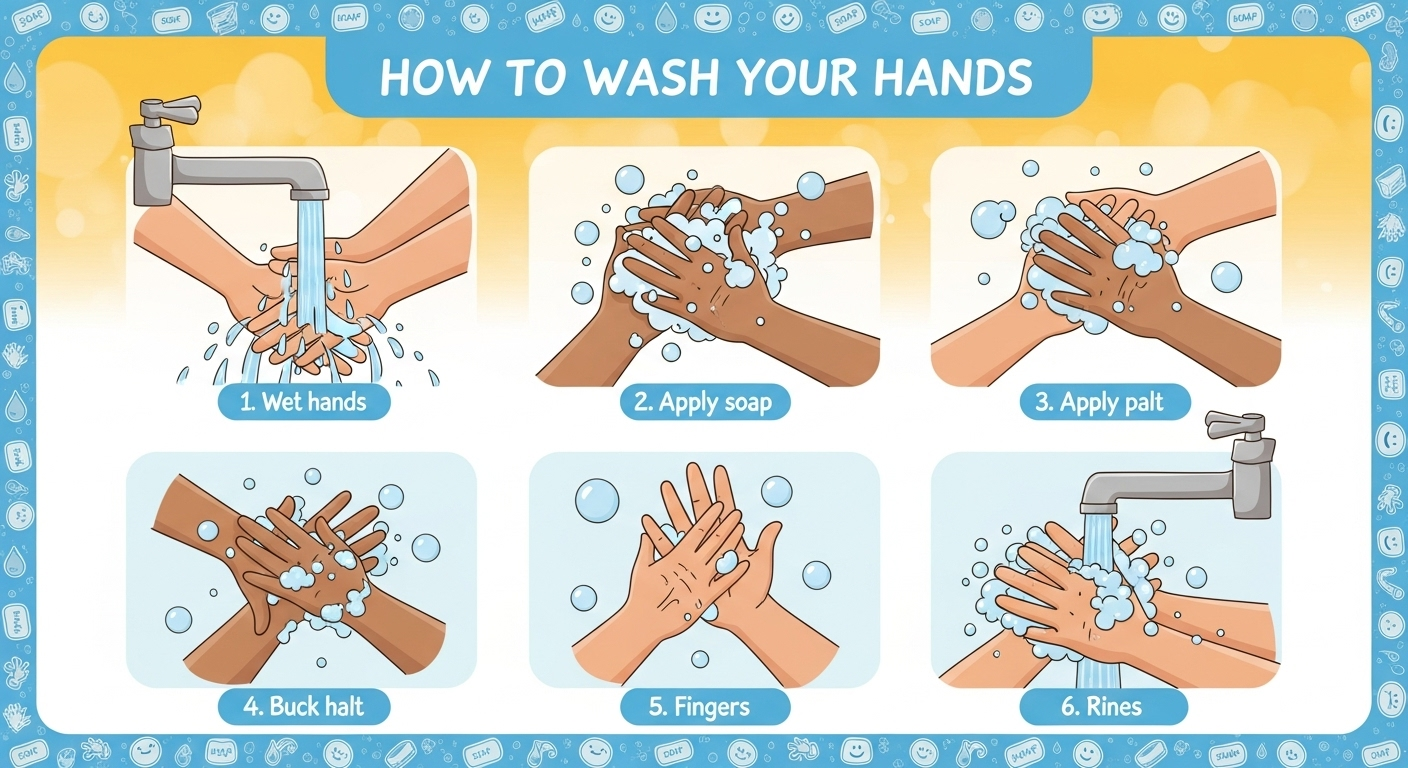 HOW TO WASH YOUR HANDS
1. Wet hands
2. Apply soap
3. Apply palt
4. Buck halt
5. Fingers
6. Rines